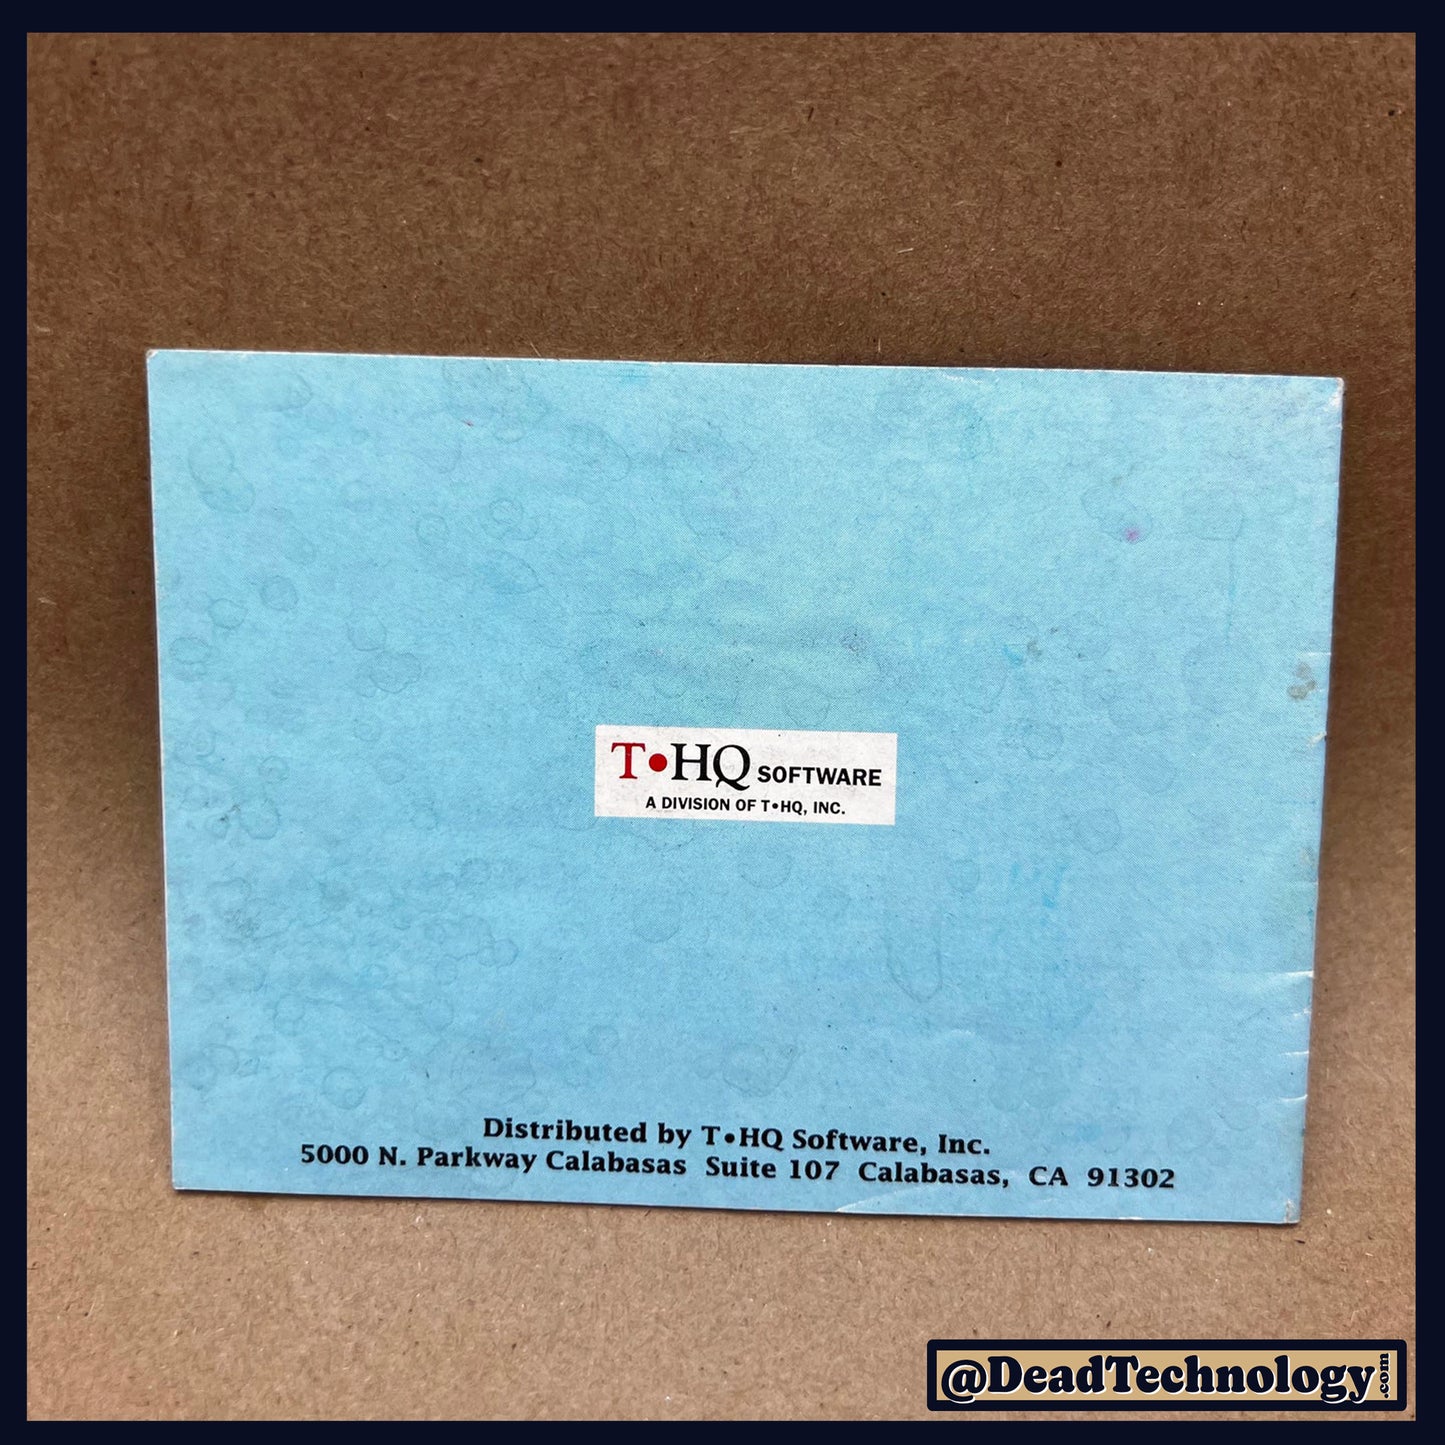 T•HQ SOFTWARE
A DIVISION OF T•HQ, INC.
Distributed by T•HQ Software, Inc.
5000 N. Parkway Calabasas Suite 107 Calabasas, CA 91302
@DeadTechnology.com